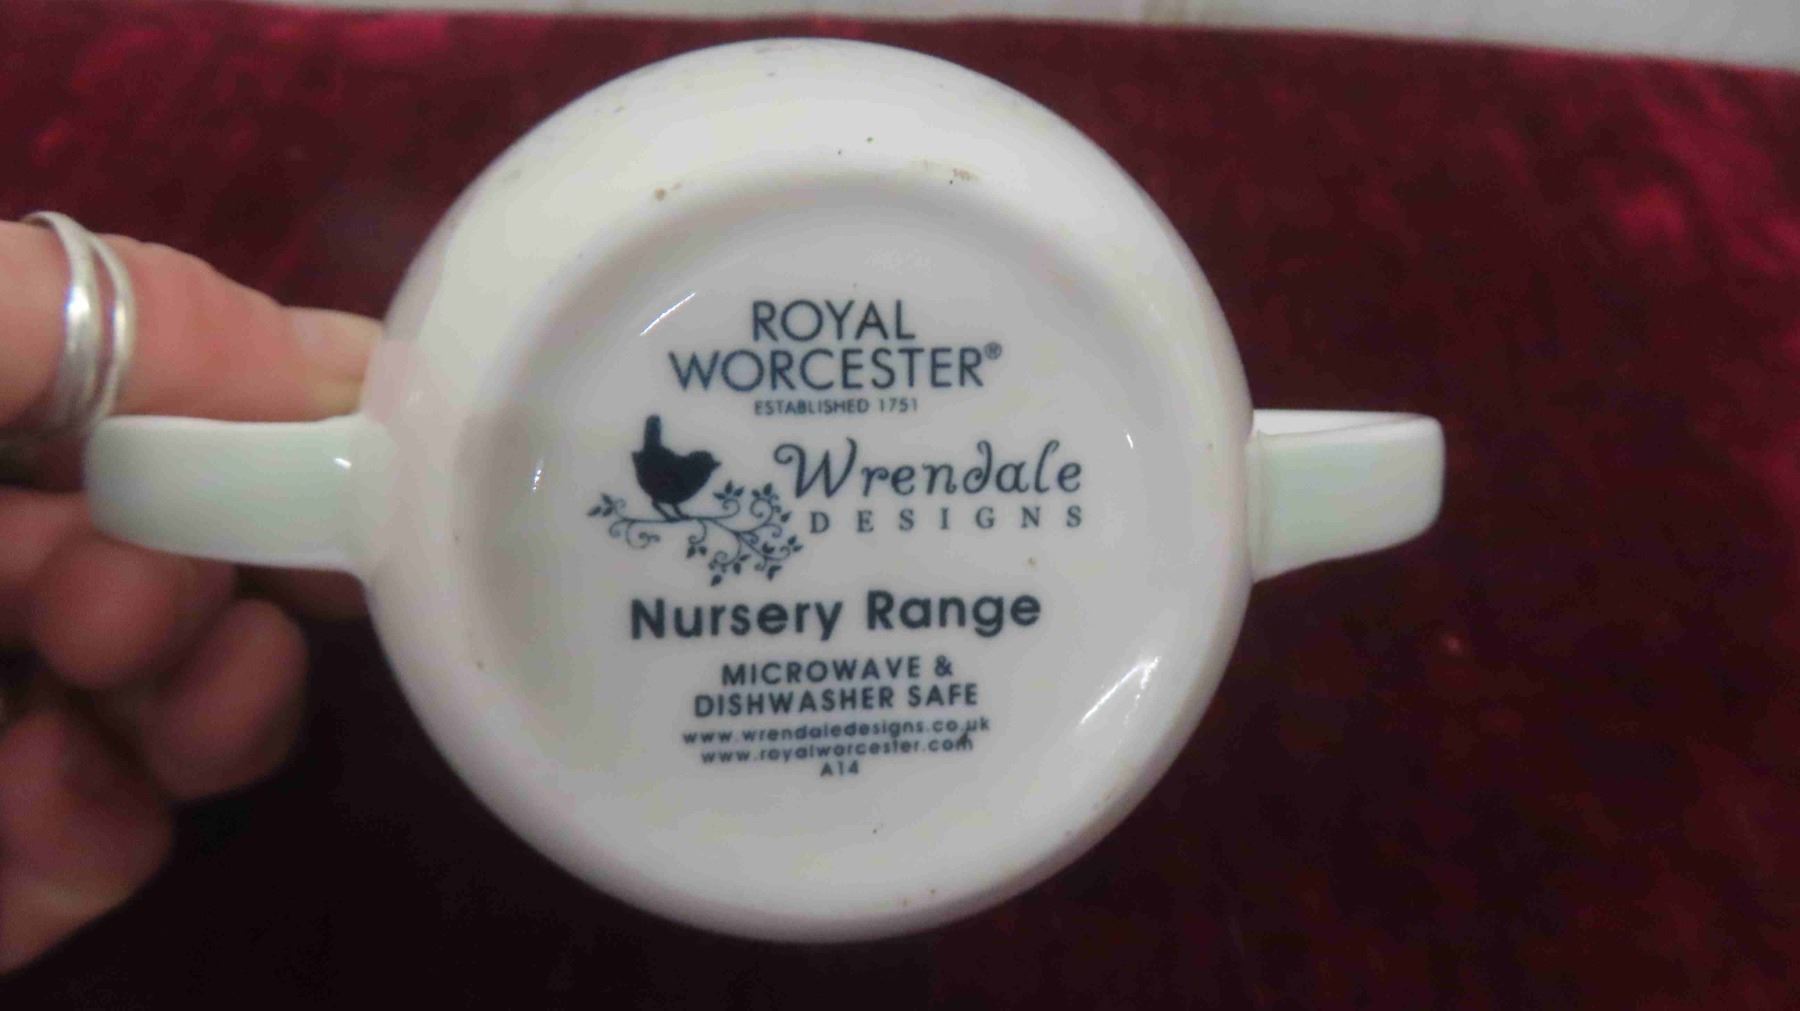 ROYAL
WORCESTER®
ESTABLISHED 1751
Wrendale
DESIGNS
Nursery Range
MICROWAVE &
DISHWASHER SAFE
www.wrendaledesigns.co.uk
www.royalworcester.com
A14